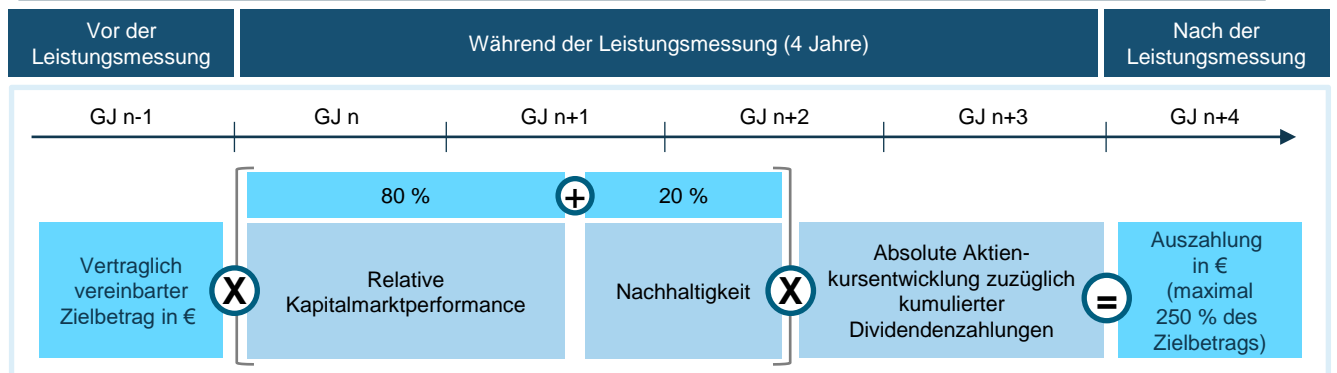 Vor der
Leistungsmessung
Während der Leistungsmessung (4 Jahre)
Nach der
Leistungsmessung
GJ n-1
GJ n
GJ n+1
GJ n+2
GJ n+3
GJ n+4
80 %
+
20 %
Vertraglich
vereinbarter
Zielbetrag in €
X
Relative
Kapitalmarktperformance
Nachhaltigkeit
X
Absolute Aktien-
kursentwicklung zuzüglich
kumulierter
Dividendenzahlungen
=
Auszahlung
in €
(maximal
250 % des
Zielbetrags)